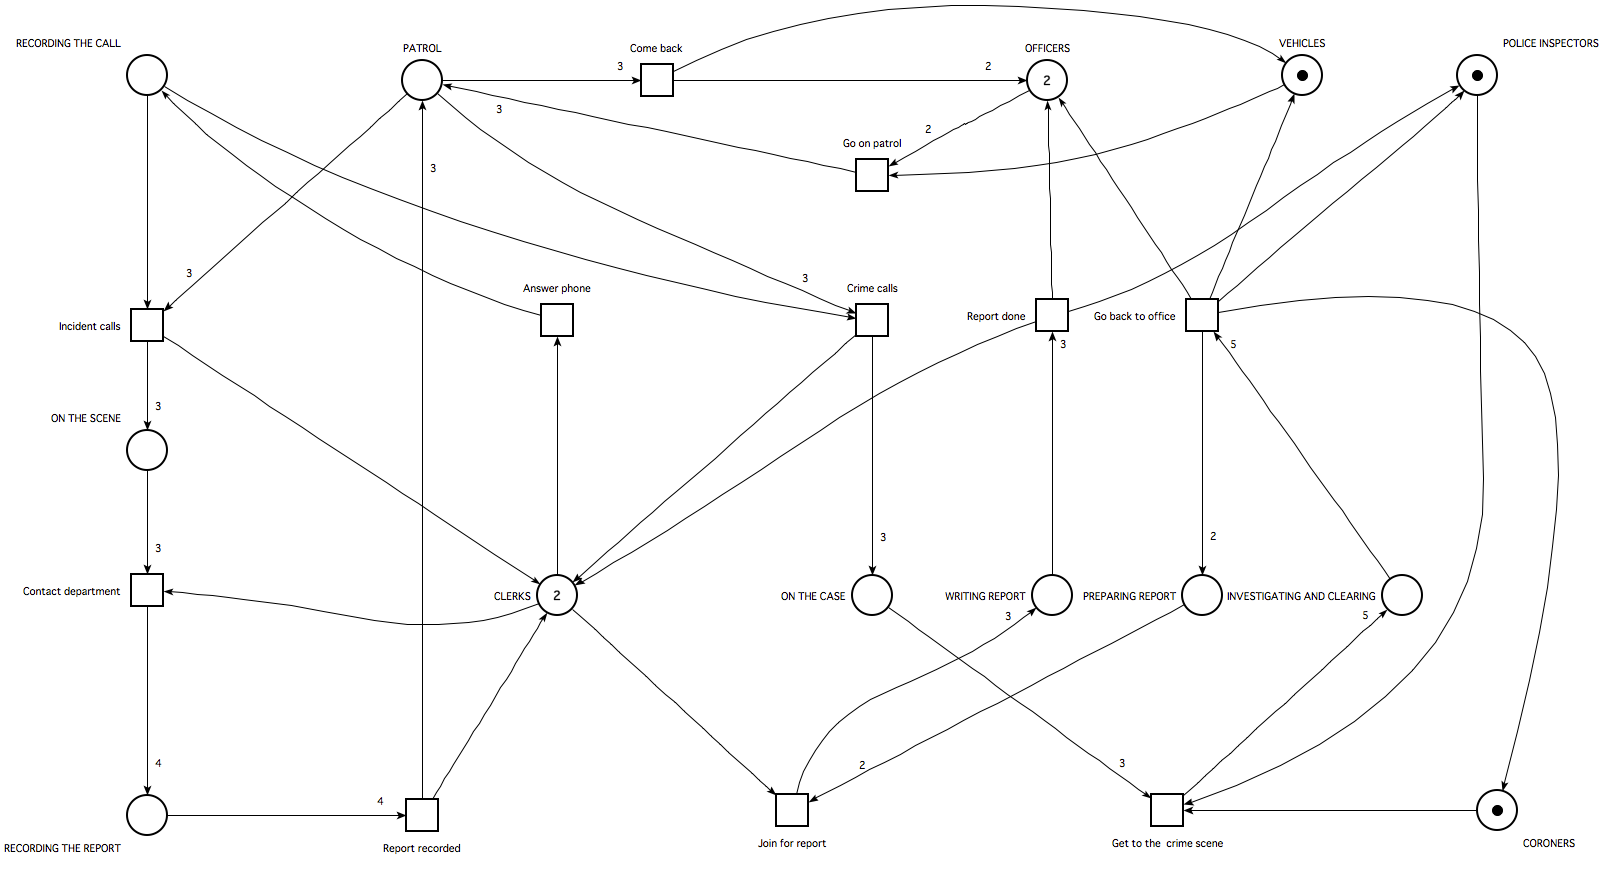 RECORDING THE CALL
PATROL
Come back
OFFICERS
VEHICLES
POLICE INSPECTORS
3
2
2
3
2
Go on patrol
3
3
3
Answer phone
Crime calls
Incident calls
Report done
Go back to office
3
5
3
ON THE SCENE
3
3
2
Contact department
CLERKS
2
ON THE CASE
WRITING REPORT
PREPARING REPORT
INVESTIGATING AND CLEARING
3
5
4
2
3
4
RECORDING THE REPORT
Report recorded
Join for report
Get to the crime scene
CORONERS